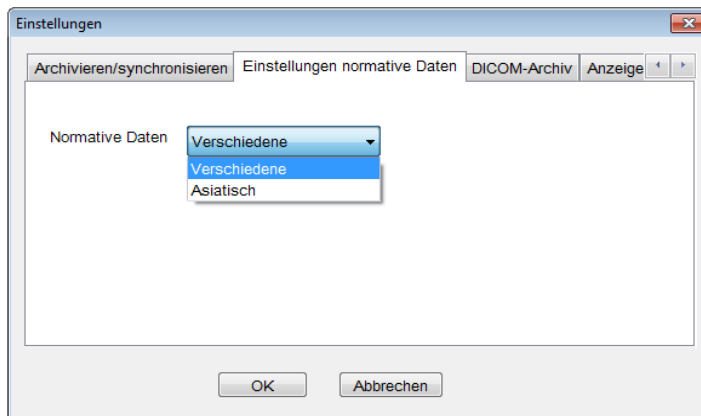 Einstellungen
Archivieren/synchronisieren Einstellungen normative Daten DICOM-Archiv Anzeige
Normative Daten Verschiedene
Verschiedene
Asiatisch
OK Abbrechen